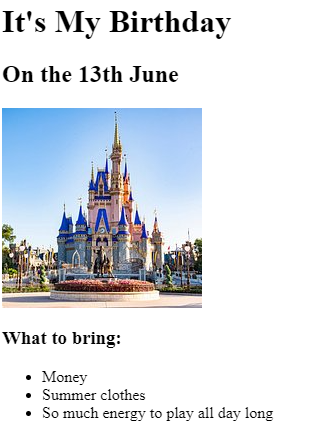 It's My Birthday
On the 13th June
What to bring:
Money
Summer clothes
So much energy to play all day long